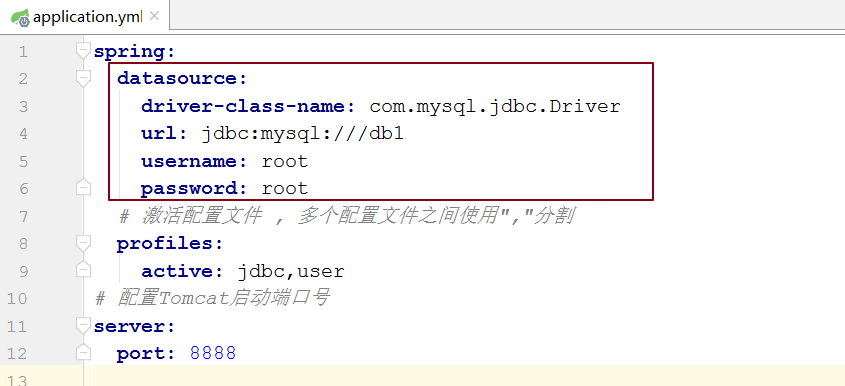 application.yml
1 spring:
2 datasource:
3 driver-class-name: com.mysql.jdbc.Driver
4 url: jdbc:mysql:///db1
5 username: root
6 password: root
7 # 激活配置文件 , 多个配置文件之间使用","分割
8 profiles:
9 active: jdbc,user
10 # 配置Tomcat启动端口号
11 server:
12 port: 8888
13